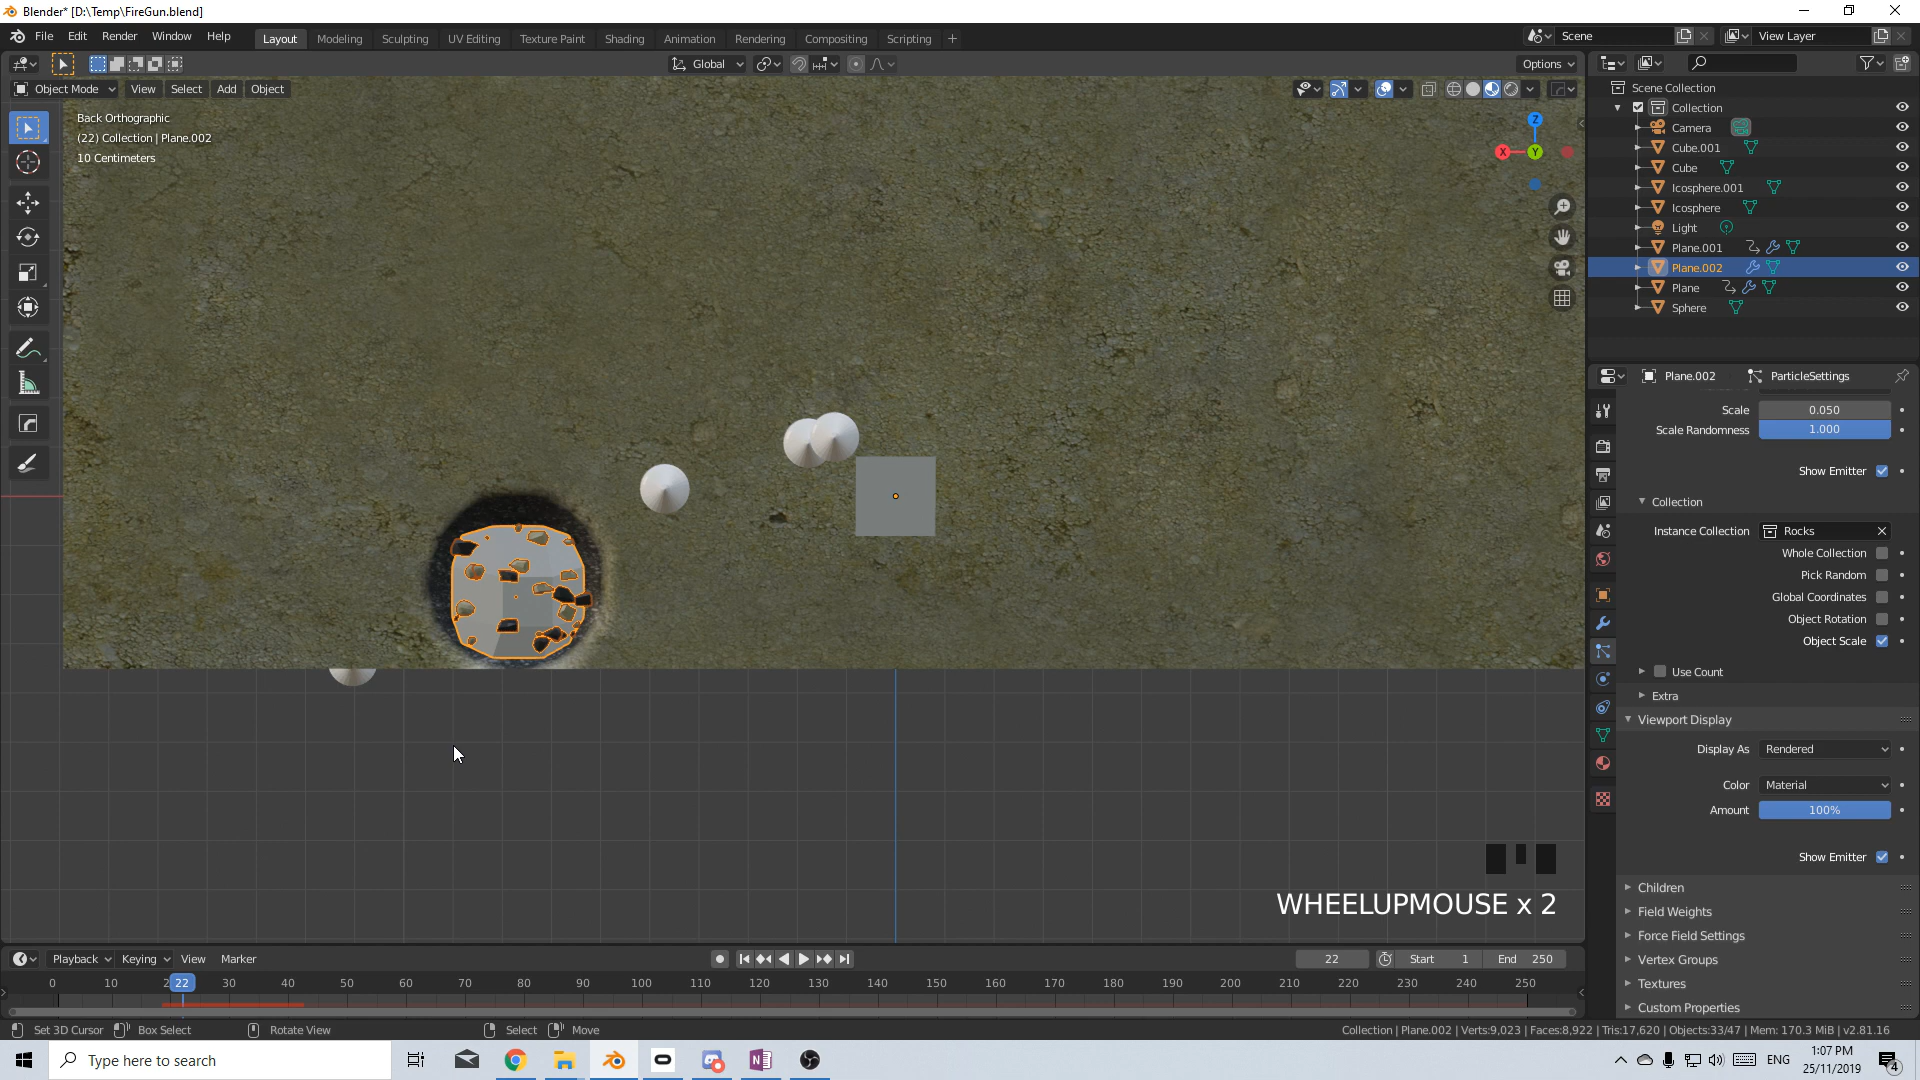 Blender* [D:\Temp\FireGun.blend]
File Edit Render Window Help
Layout Modeling Sculpting UV Editing Texture Paint Shading Animation Rendering Compositing Scripting +
Scene
View Layer
Global
Options
Object Mode View Select Add Object
Back Orthographic
(22) Collection | Plane.002
10 Centimeters
Z
X
Y
Scene Collection
Collection
Camera
Cube.001
Cube
Icosphere.001
Icosphere
Light
Plane.001
Plane.002
Plane
Sphere
Plane.002 ParticleSettings
Scale 0.050
Scale Randomness 1.000
Show Emitter
Collection
Instance Collection Rocks
Whole Collection
Pick Random
Global Coordinates
Object Rotation
Object Scale
Use Count
Extra
Viewport Display
Display As Rendered
Color Material
Amount 100%
Show Emitter
Children
Field Weights
Force Field Settings
Vertex Groups
Textures
Custom Properties
WHEELUPMOUSE x 2
Playback Keying View Marker
22 Start 1 End 250
0 10 2 22 30 40 50 60 70 80 90 100 110 120 130 140 150 160 170 180 190 200 210 220 230 240 250
Set 3D Cursor Box Select Rotate View Select Move
Collection | Plane.002 | Verts:9,023 | Faces:8,922 | Tris:17,620 | Objects:33/47 | Mem: 170.3 MiB | v2.81.16
Type here to search
ENG
1:07 PM
25/11/2019
4